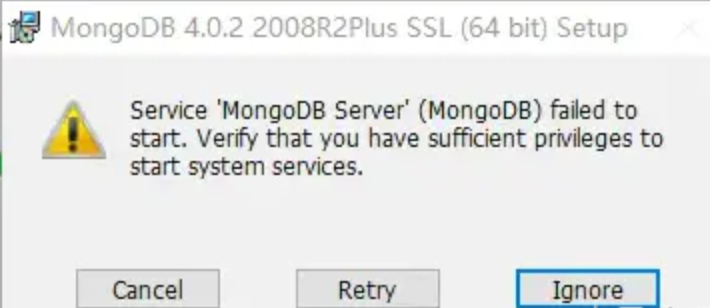 MongoDB 4.0.2 2008R2Plus SSL (64 bit) Setup
Service 'MongoDB Server' (MongoDB) failed to
start. Verify that you have sufficient privileges to
start system services.
Cancel Retry Ignore